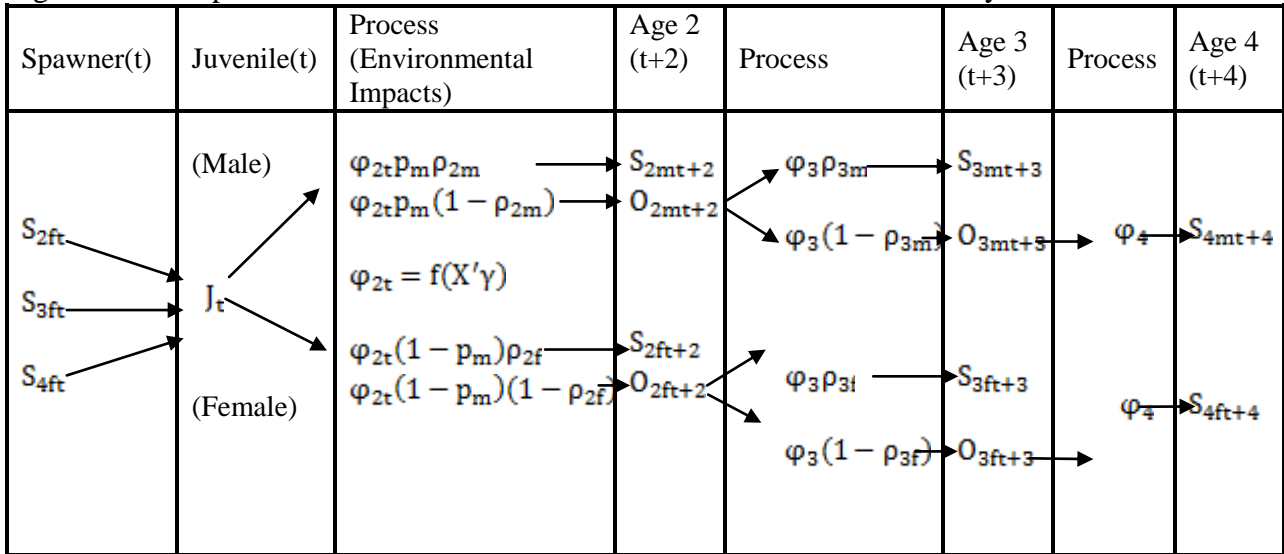 Spawner(t)
Juvenile(t)
Process
(Environmental
Impacts)
Age 2
(t+2)
Process
Age 3
(t+3)
Process
Age 4
(t+4)
S₂ft
S₃ft
S₄ft
(Male)
Jₜ
(Female)
φ₂ₜpₘρ₂ₘ
φ₂ₜpₘ(1 − ρ₂ₘ)
φ₂ₜ = f(X′γ)
φ₂ₜ(1 − pₘ)ρ₂f
φ₂ₜ(1 − pₘ)(1 − ρ₂f)
S₂ₘₜ₊₂
O₂ₘₜ₊₂
S₂fₜ₊₂
O₂fₜ₊₂
φ₃ρ₃ₘ
φ₃(1 − ρ₃ₘ)
φ₃ρ₃f
φ₃(1 − ρ₃f)
S₃ₘₜ₊₃
O₃ₘₜ₊₃
S₃fₜ₊₃
O₃fₜ₊₃
φ₄
φ₄
S₄ₘₜ₊₄
S₄fₜ₊₄